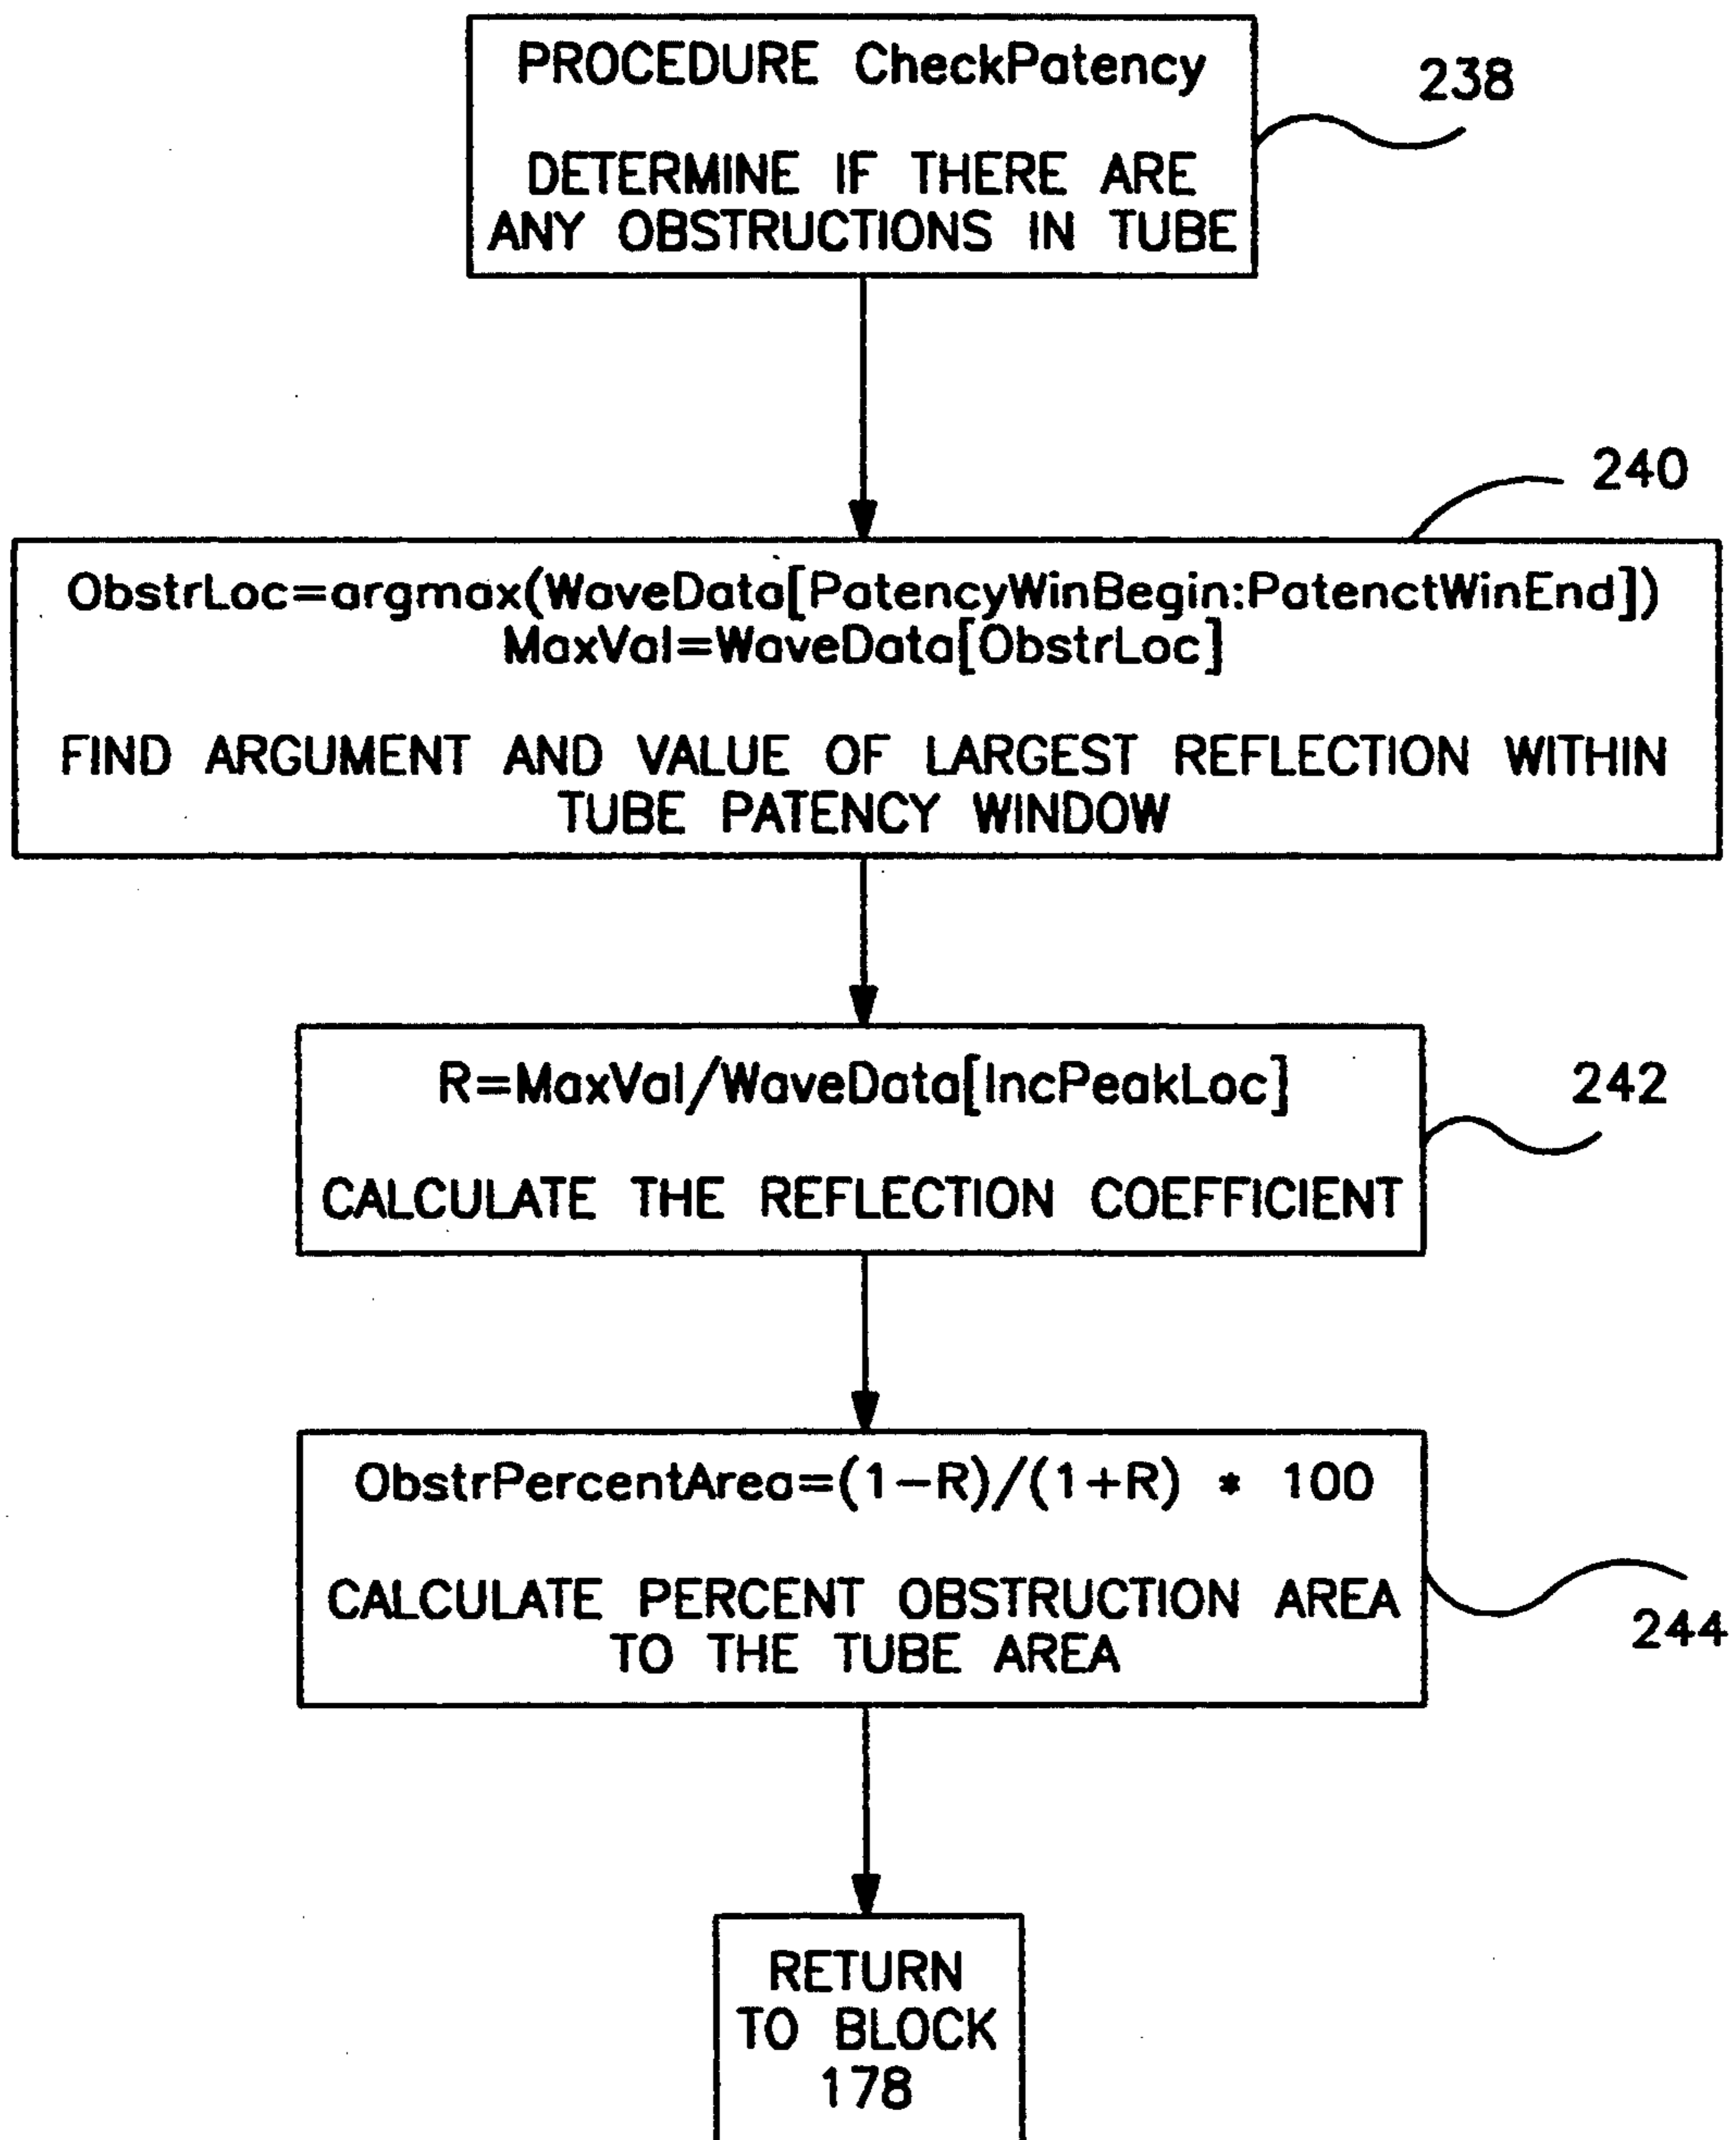 PROCEDURE CheckPatency
238
DETERMINE IF THERE ARE
ANY OBSTRUCTIONS IN TUBE
240
ObstrLoc=argmax(WaveData[PatencyWinBegin:PatenctWinEnd])
MaxVal=WaveData[ObstrLoc]
FIND ARGUMENT AND VALUE OF LARGEST REFLECTION WITHIN
TUBE PATENCY WINDOW
R=MaxVal/WaveData[IncPeakLoc]
242
CALCULATE THE REFLECTION COEFFICIENT
ObstrPercentArea=(1-R)/(1+R) * 100
CALCULATE PERCENT OBSTRUCTION AREA
TO THE TUBE AREA
244
RETURN
TO BLOCK
178